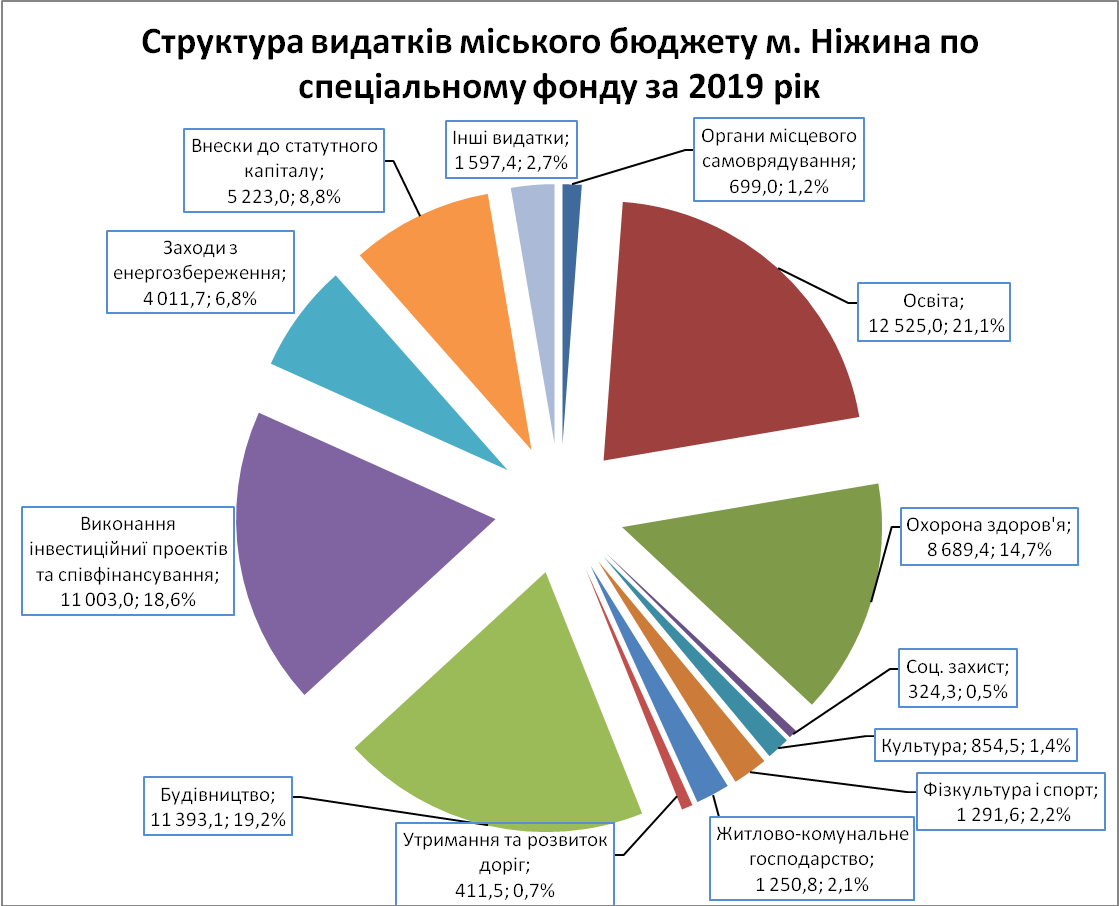 Структура видатків міського бюджету м. Ніжина по
спеціальному фонду за 2019 рік
Інші видатки;
1 597,4; 2,7%
Органи місцевого
самоврядування;
699,0; 1,2%
Внески до статутного
капіталу;
5 223,0; 8,8%
Заходи з
енергозбереження;
4 011,7; 6,8%
Освіта;
12 525,0; 21,1%
Виконання
інвестиційниї проектів
та співфінансування;
11 003,0; 18,6%
Охорона здоров'я;
8 689,4; 14,7%
Соц. захист;
324,3; 0,5%
Культура; 854,5; 1,4%
Фізкультура і спорт;
1 291,6; 2,2%
Будівництво;
11 393,1; 19,2%
Утримання та розвиток
доріг;
411,5; 0,7%
Житлово-комунальне
господарство;
1 250,8; 2,1%